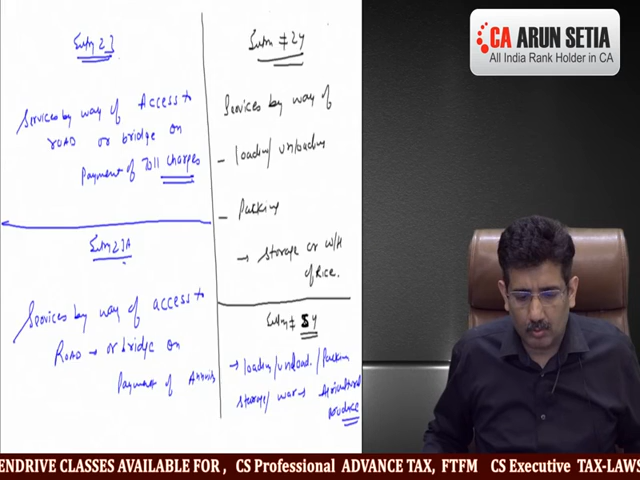 Entry 23
Services by way of Access to
ROAD or bridge on
Payment of Toll charges
Entry 23A
Services by way of access to
ROAD → or bridge on
Payment of
Entry # 24
Services by way of
- loading/unloading
- Packing
→ Storage or W/H
of Rice.
Entry # 54
→ loading/unload./Packing
storage/ war→ Agricultural
Produce
CA ARUN SETIA
All India Rank Holder in CA
ENDRIVE CLASSES AVAILABLE FOR , CS Professional ADVANCE TAX, FTFM CS Executive TAX-LAWS